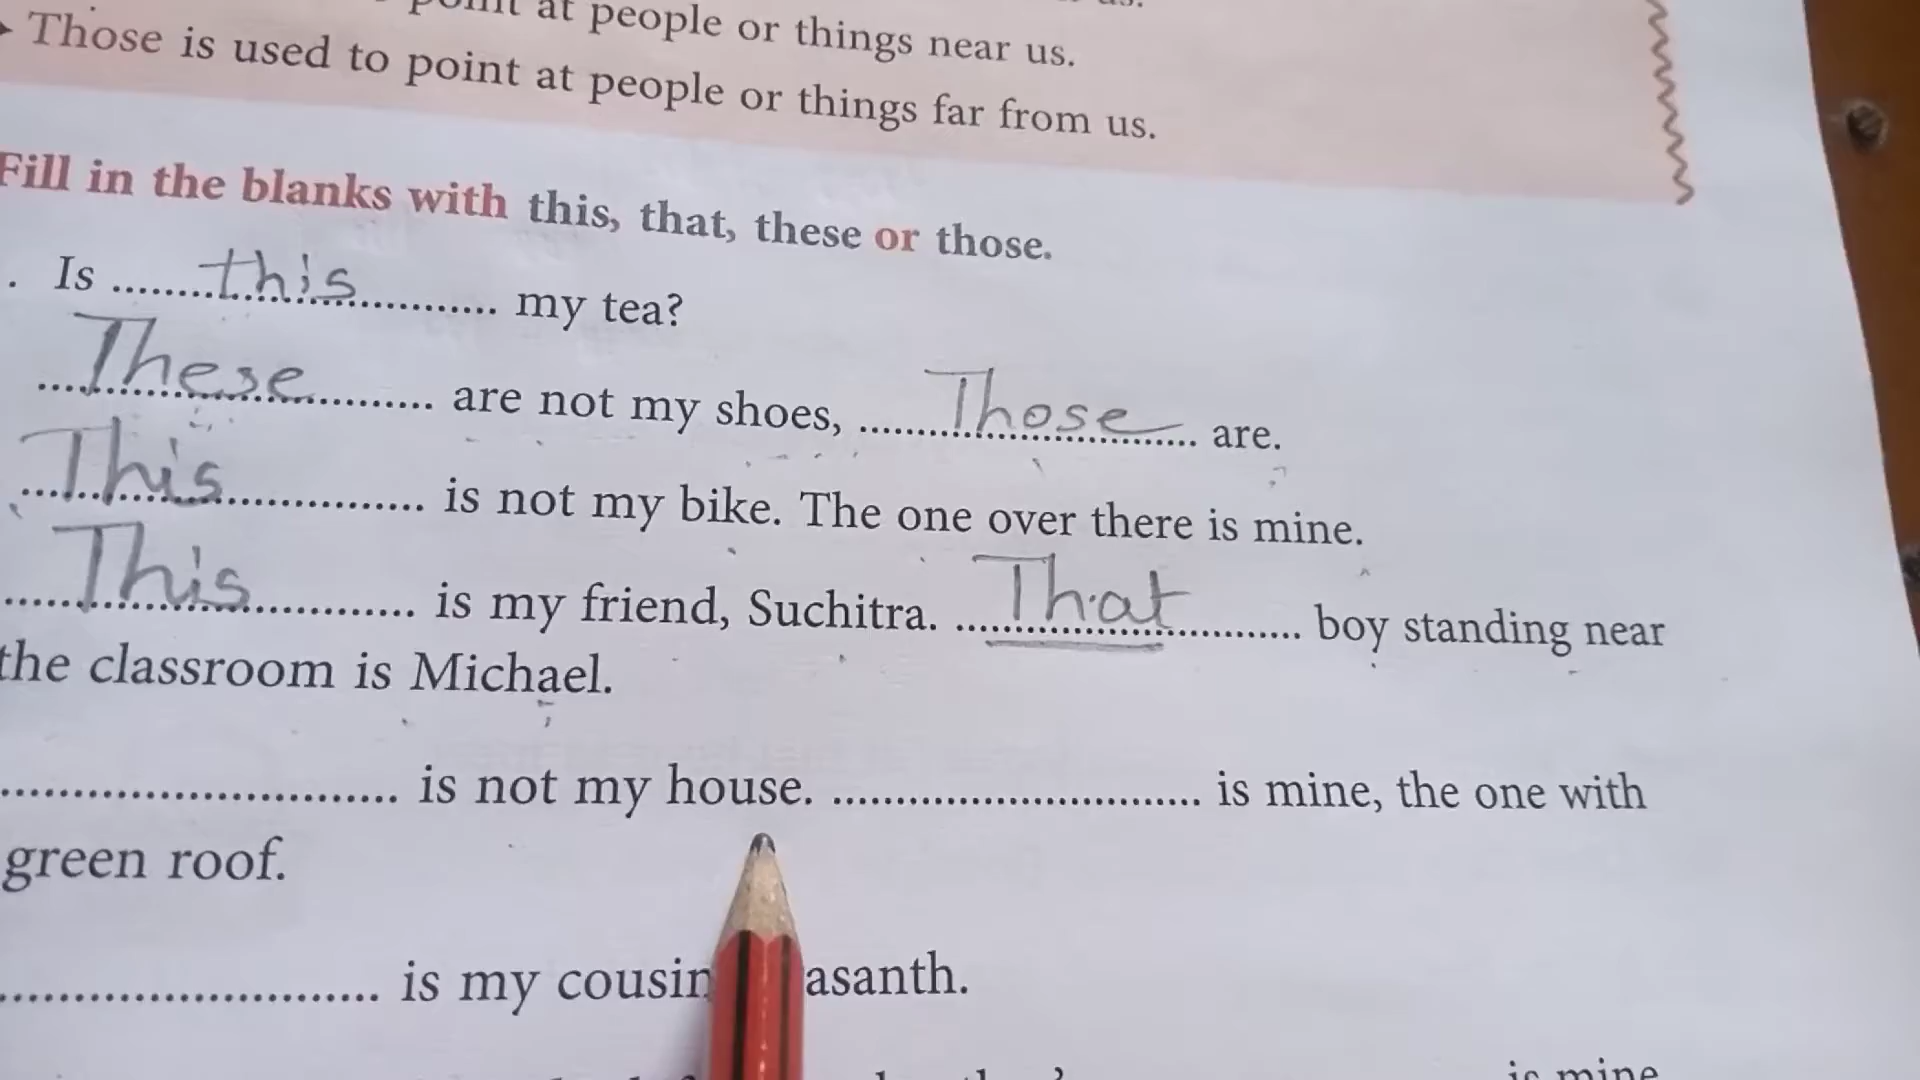 point at people or things near us.
Those is used to point at people or things far from us.
Fill in the blanks with this, that, these or those.
. Is ........this............... my tea?
....These.......... are not my shoes, .......Those....... are.
....This............ is not my bike. The one over there is mine.
....This............ is my friend, Suchitra. ....That.......... boy standing near
the classroom is Michael.
............................ is not my house. ............................ is mine, the one with
green roof.
............................ is my cousin asanth.
is mine